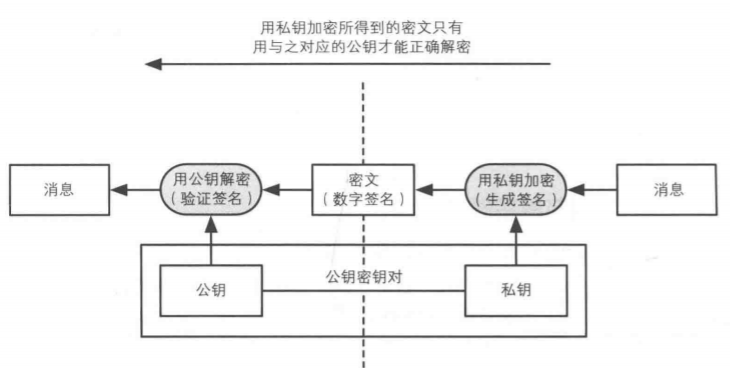 用私钥加密所得到的密文只有
用与之对应的公钥才能正确解密
消息
用公钥解密
（验证签名）
密文
（数字签名）
用私钥加密
（生成签名）
消息
公钥
公钥密钥对
私钥